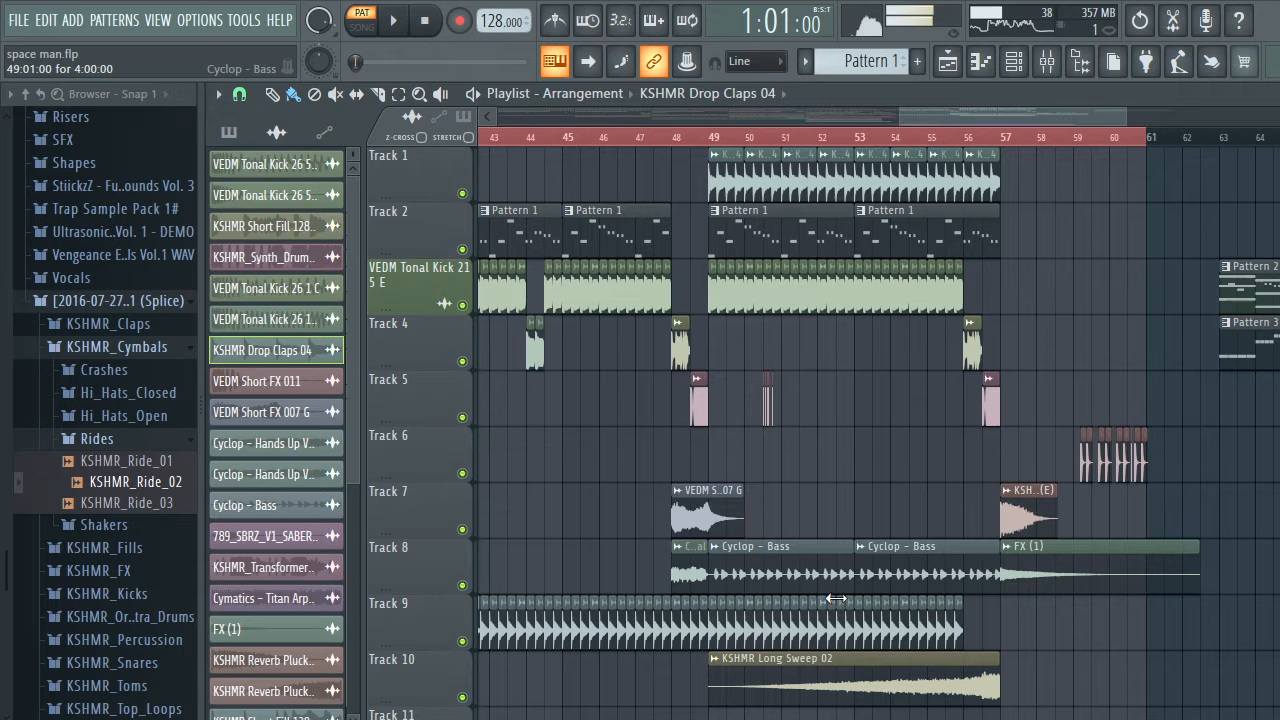 FILE EDIT ADD PATTERNS VIEW OPTIONS TOOLS HELP
PAT
SONG
128.000
3.2.
1:01:00
B:S:T
38
357 MB
1
space man.flp
49:01:00 for 4:00:00
Cyclop - Bass
Line
Pattern 1
Browser - Snap 1
Playlist - Arrangement
KSHMR Drop Claps 04
Risers
SFX
Shapes
StiickzZ - Fu..ounds Vol. 3
Trap Sample Pack 1#
Ultrasonic..Vol. 1 - DEMO
Vengeance E..ls Vol.1 WAV
Vocals
[2016-07-27..1 (Splice)
KSHMR_Claps
KSHMR_Cymbals
Crashes
Hi_Hats_Closed
Hi_Hats_Open
Rides
KSHMR_Ride_01
KSHMR_Ride_02
KSHMR_Ride_03
Shakers
KSHMR_Fills
KSHMR_FX
KSHMR_Kicks
KSHMR_Or..tra_Drums
KSHMR_Percussion
KSHMR_Snares
KSHMR_Toms
KSHMR_Top_Loops
VEDM Tonal Kick 26 5..
VEDM Tonal Kick 26 5..
KSHMR Short Fill 128..
KSHMR_Synth_Drum..
VEDM Tonal Kick 26 1 C
VEDM Tonal Kick 26 1..
KSHMR Drop Claps 04
VEDM Short FX 011
VEDM Short FX 007 G
Cyclop - Hands Up V..
Cyclop - Hands Up V..
Cyclop - Bass
789_SBRZ_V1_SABER..
KSHMR_Transformer..
Cymatics - Titan Arp..
FX (1)
KSHMR Reverb Pluck..
KSHMR Reverb Pluck..
Z-CROSS
STRETCH
43 44 45 46 47 48 49 50 51 52 53 54 55 56 57 58 59 60 61 62 63 64
Track 1
K..4 K..4 K..4 K..4 K..4 K..4 K..4 K..4
Track 2
Pattern 1 Pattern 1 Pattern 1 Pattern 1
VEDM Tonal Kick 21
5 E
Pattern 2
Track 4
Pattern 3
Track 5
Track 6
Track 7
VEDM S..07 G
KSH..(E)
Track 8
Cyclop - Bass
Cyclop - Bass
FX (1)
Track 9
Track 10
KSHMR Long Sweep 02
Track 11